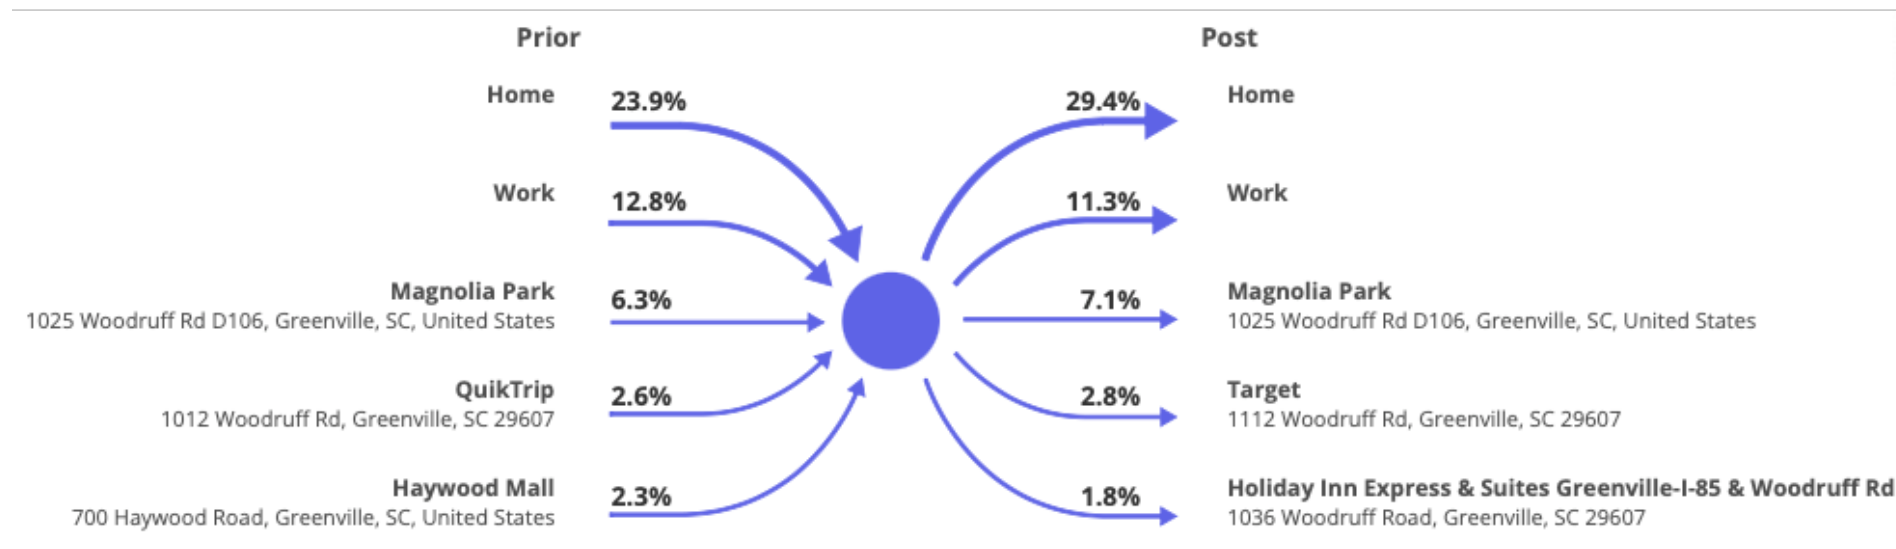 Prior
Post
Home
23.9%
29.4%
Home
Work
12.8%
11.3%
Work
Magnolia Park
1025 Woodruff Rd D106, Greenville, SC, United States
6.3%
7.1%
Magnolia Park
1025 Woodruff Rd D106, Greenville, SC, United States
QuikTrip
1012 Woodruff Rd, Greenville, SC 29607
2.6%
2.8%
Target
1112 Woodruff Rd, Greenville, SC 29607
Haywood Mall
700 Haywood Road, Greenville, SC, United States
2.3%
1.8%
Holiday Inn Express & Suites Greenville-I-85 & Woodruff Rd
1036 Woodruff Road, Greenville, SC 29607